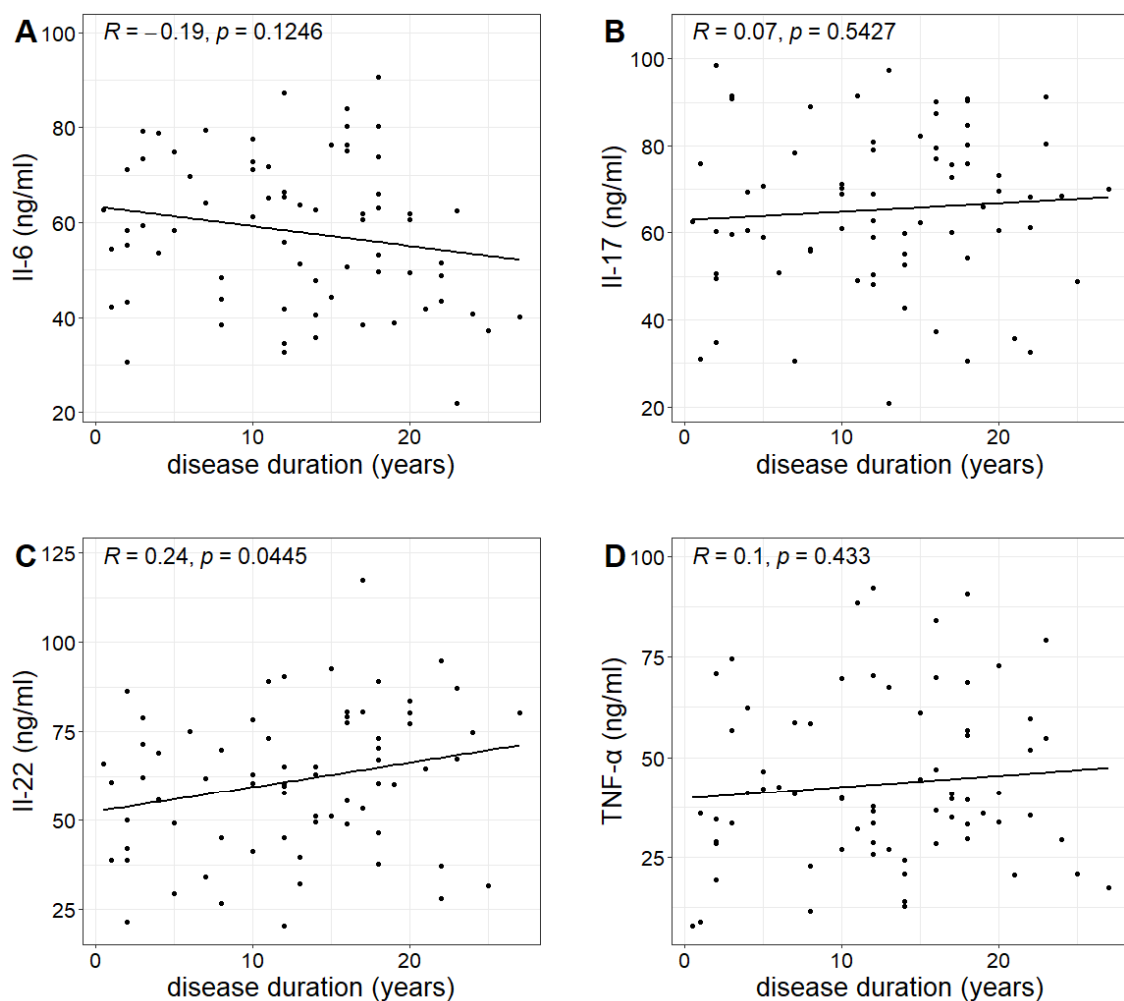 A
R = −0.19, p = 0.1246
100
80
60
40
20
Il-6 (ng/ml)
0
10
20
disease duration (years)
B
R = 0.07, p = 0.5427
100
80
60
40
20
Il-17 (ng/ml)
0
10
20
disease duration (years)
C
R = 0.24, p = 0.0445
125
100
75
50
25
Il-22 (ng/ml)
0
10
20
disease duration (years)
D
R = 0.1, p = 0.433
100
75
50
25
TNF-α (ng/ml)
0
10
20
disease duration (years)